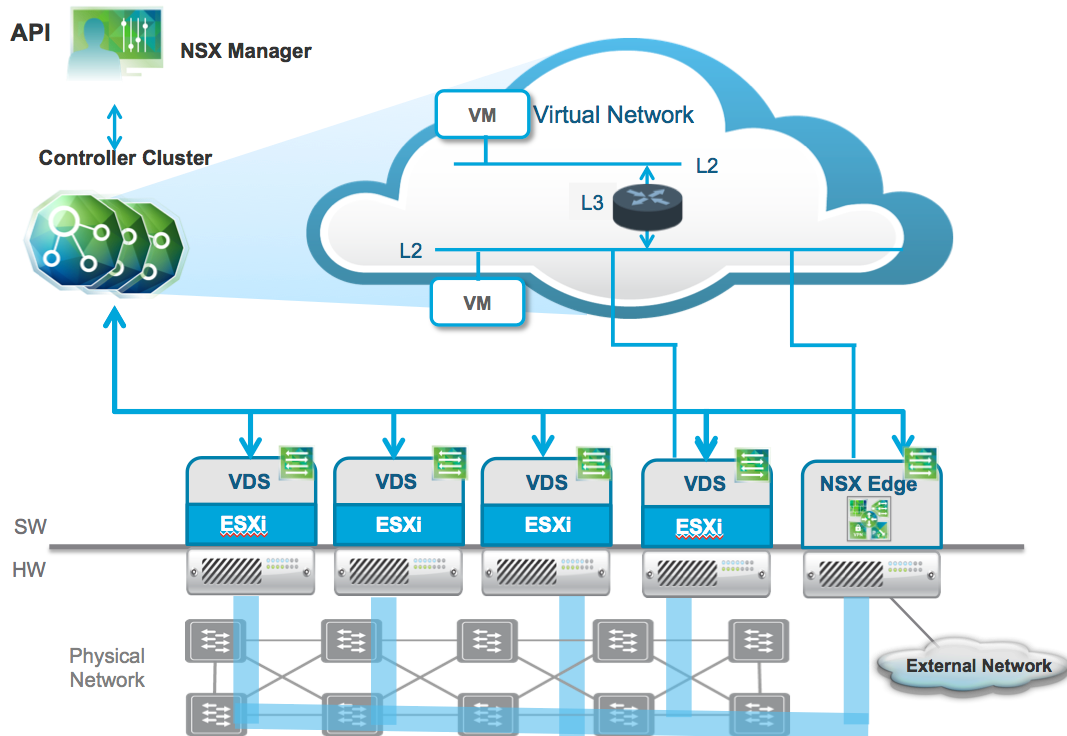 API
NSX Manager
VM
Virtual Network
Controller Cluster
L2
L3
L2
VM
VDS
VDS
VDS
VDS
NSX Edge
ESXi
ESXi
ESXi
ESXi
SW
HW
Physical
Network
External Network